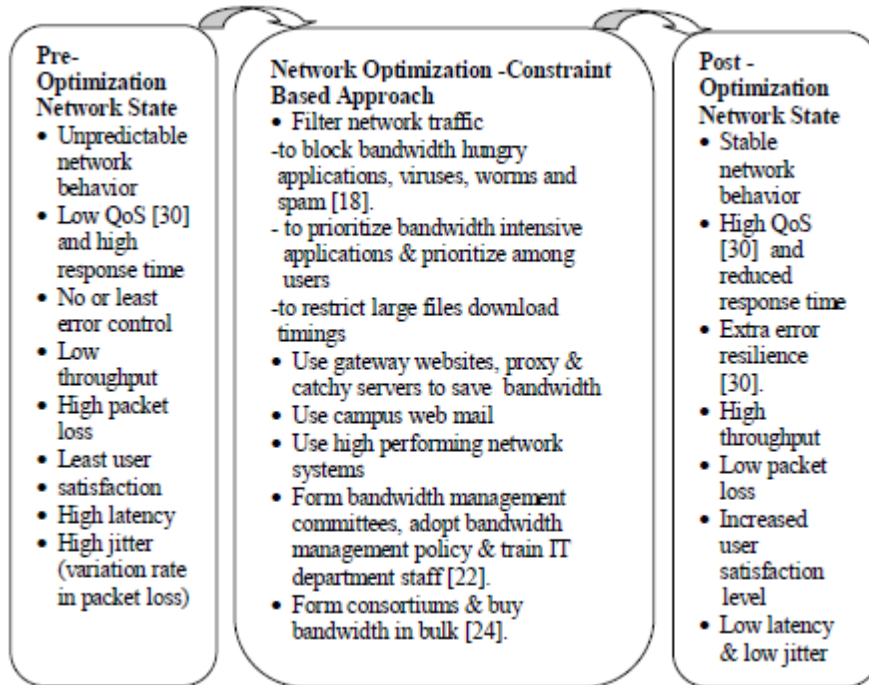 Pre-
Optimization
Network State
• Unpredictable
network
behavior
• Low QoS [30]
and high
response time
• No or least
error control
• Low
throughput
• High packet
loss
• Least user
• satisfaction
• High latency
• High jitter
(variation rate
in packet loss)
Network Optimization -Constraint
Based Approach
• Filter network traffic
-to block bandwidth hungry
applications, viruses, worms and
spam [18].
- to prioritize bandwidth intensive
applications & prioritize among
users
-to restrict large files download
timings
• Use gateway websites, proxy &
catchy servers to save bandwidth
• Use campus web mail
• Use high performing network
systems
• Form bandwidth management
committees, adopt bandwidth
management policy & train IT
department staff [22].
• Form consortiums & buy
bandwidth in bulk [24].
Post -
Optimization
Network State
• Stable
network
behavior
• High QoS
[30] and
reduced
response time
• Extra error
resilience
[30].
• High
throughput
• Low packet
loss
• Increased
user
satisfaction
level
• Low latency
& low jitter